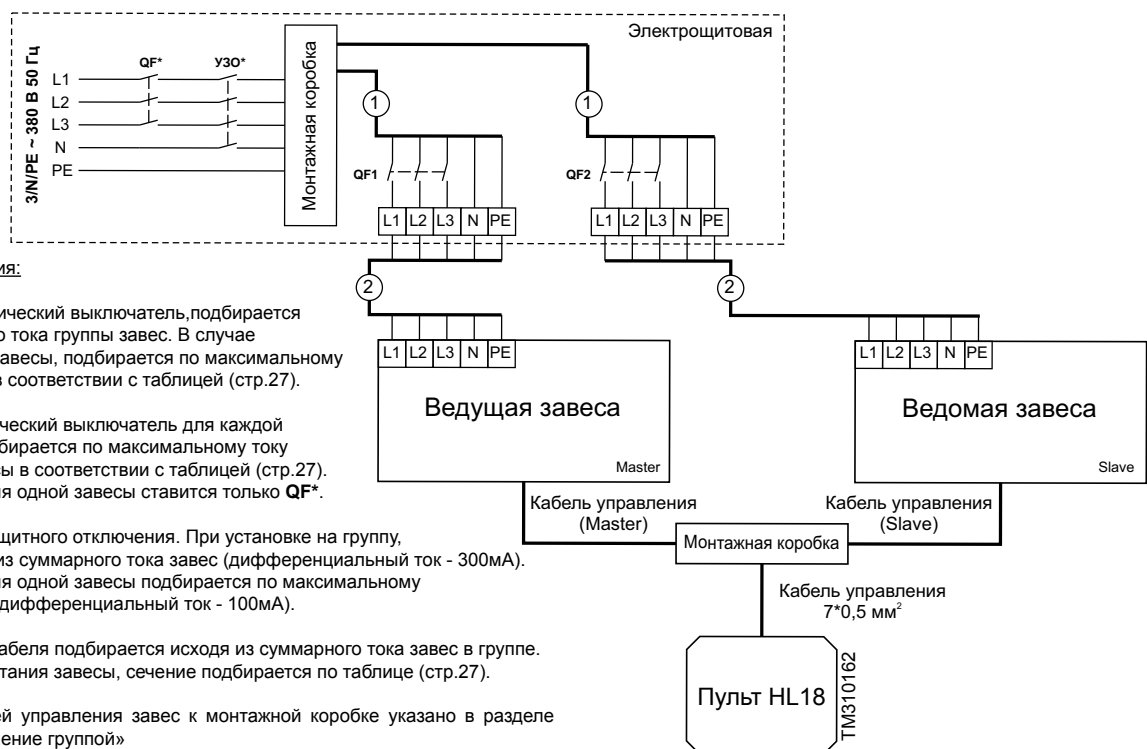 Электрощитовая
3/N/PE ~ 380 В 50 Гц
QF* УЗО*
L1
L2
L3
N
PE
Монтажная коробка
1
1
QF1
QF2
L1 L2 L3 N PE
L1 L2 L3 N PE
2
2
L1 L2 L3 N PE
L1 L2 L3 N PE
Ведущая завеса
Master
Ведомая завеса
Slave
Кабель управления
(Master)
Кабель управления
(Slave)
Монтажная коробка
Кабель управления
7*0,5 мм²
Пульт HL18
TM310162
ия:
ический выключатель,подбирается
о тока группы завес. В случае
авесы, подбирается по максимальному
в соответствии с таблицей (стр.27).
ческий выключатель для каждой
бирается по максимальному току
сы в соответствии с таблицей (стр.27).
ия одной завесы ставится только QF*.
щитного отключения. При установке на группу,
из суммарного тока завес (дифференциальный ток - 300мА).
ия одной завесы подбирается по максимальному
дифференциальный ток - 100мА).
абеля подбирается исходя из суммарного тока завес в группе.
тания завесы, сечение подбирается по таблице (стр.27).
ей управления завес к монтажной коробке указано в разделе
ение группой»